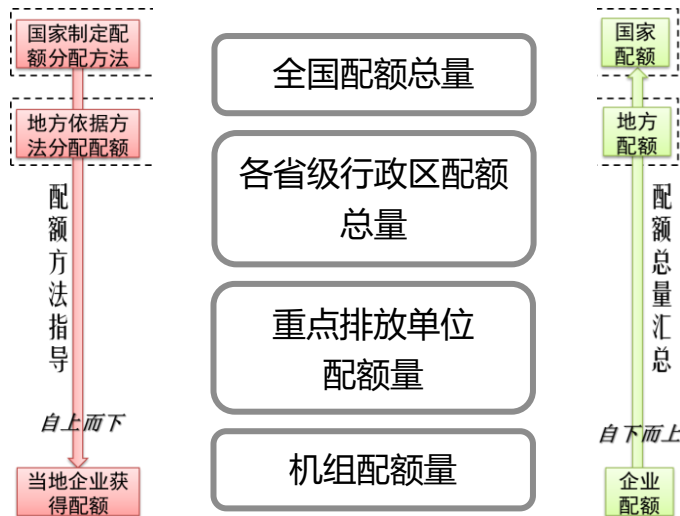 国家制定配
额分配方法
地方依据方
法分配配额
配额方法指导
自上而下
当地企业获
得配额
全国配额总量
各省级行政区配额
总量
重点排放单位
配额量
机组配额量
国家
配额
地方
配额
配额总量汇总
自下而上
企业
配额